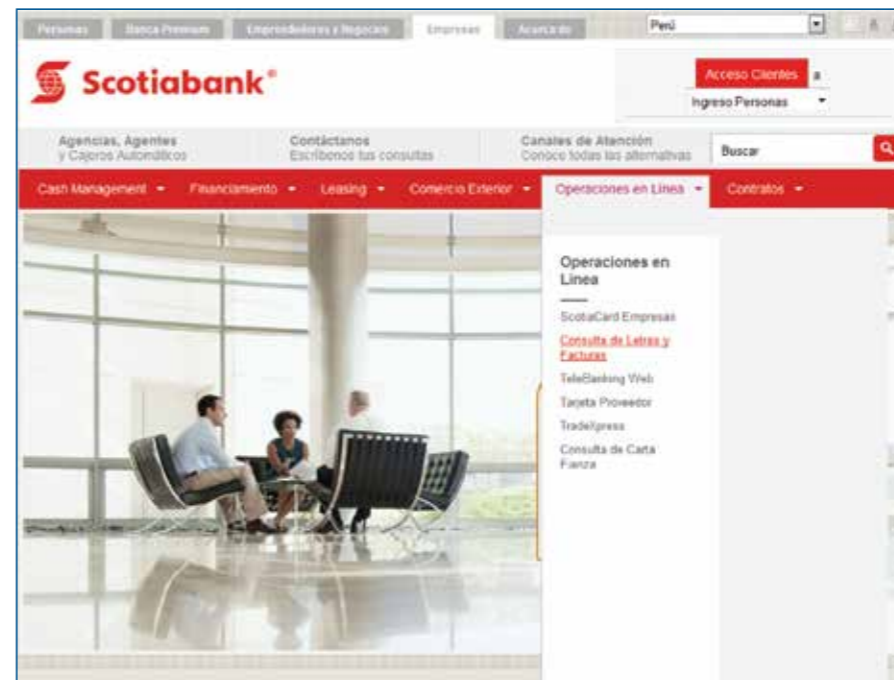 Personas Banca Premium Emprendedores y Negocios Empresas Acerca de Perú A
Scotiabank®
Acceso Clientes a
Ingreso Personas
Agencias, Agentes
y Cajeros Automáticos
Contáctanos
Escríbenos tus consultas
Canales de Atención
Conoce todas las alternativas
Buscar
Cash Management Financiamiento Leasing Comercio Exterior Operaciones en Línea Contratos
Operaciones en
Línea
ScotiaCard Empresas
Consulta de Letras y
Facturas
TeleBanking Web
Tarjeta Proveedor
TradeXpress
Consulta de Carta
Fianza